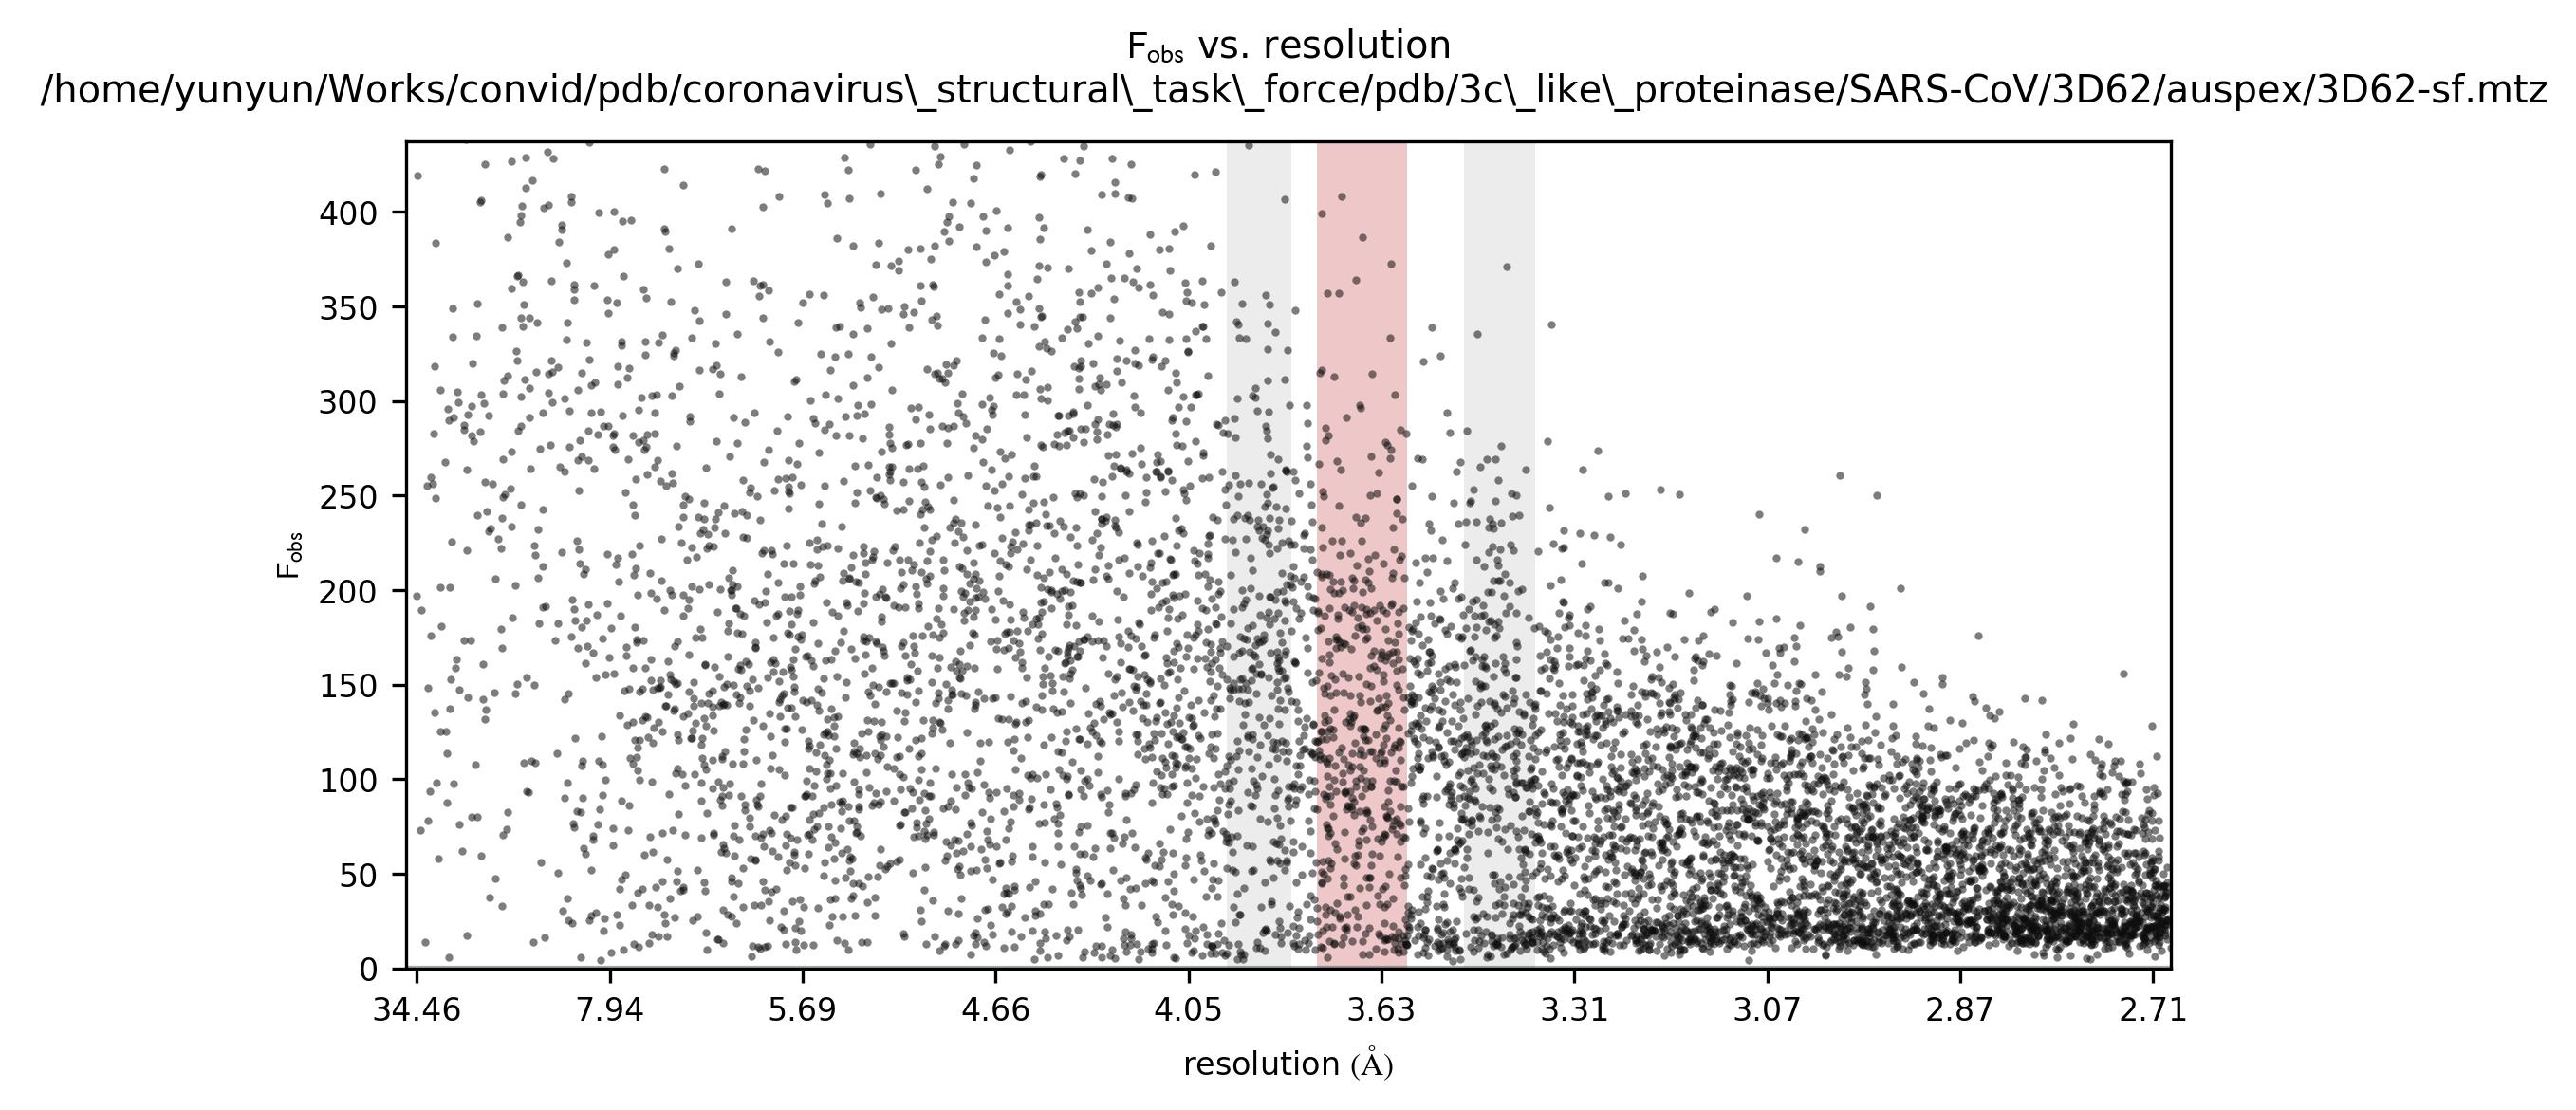 Fobs vs. resolution
/home/yunyun/Works/convid/pdb/coronavirus\_structural\_task\_force/pdb/3c\_like\_proteinase/SARS-CoV/3D62/auspex/3D62-sf.mtz
400
350
300
250
200
150
100
50
0
Fobs
34.46 7.94 5.69 4.66 4.05 3.63 3.31 3.07 2.87 2.71
resolution (Å)